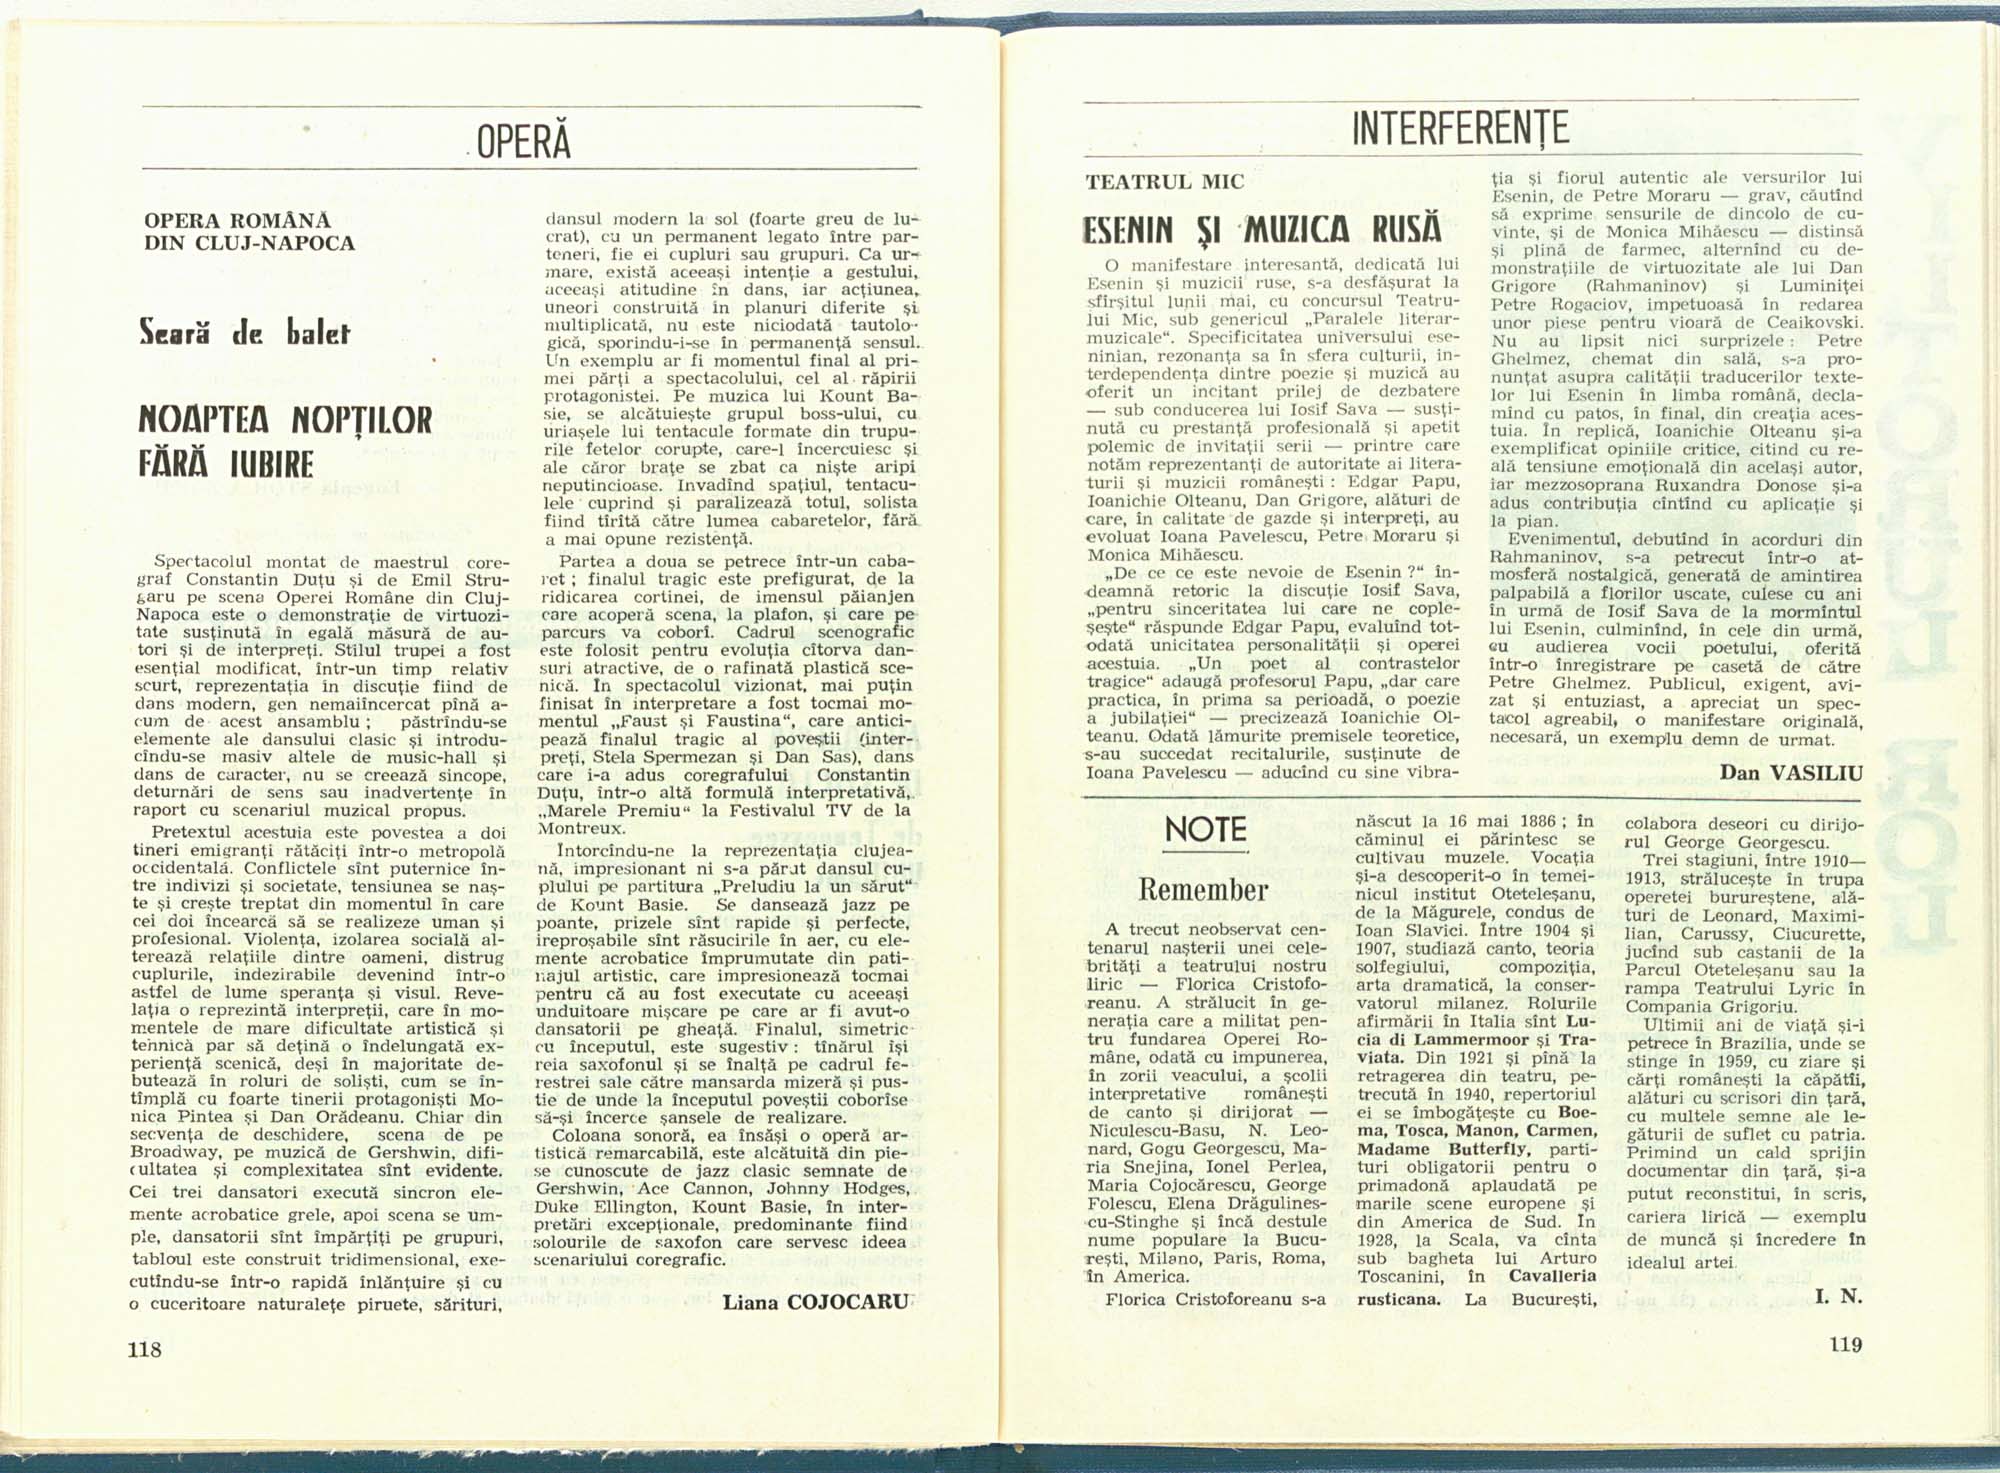 OPERĂ
OPERA ROMÂNĂ
DIN CLUJ-NAPOCA
Seară de balet
NOAPTEA NOPȚILOR
FĂRĂ IUBIRE
Spectacolul montat de maestrul core-
graf Constantin Duțu și de Emil Stru-
garu pe scena Operei Române din Cluj-
Napoca este o demonstrație de virtuozi-
tate susținută în egală măsură de au-
tori și de interpreți. Stilul trupei a fost
esențial modificat, într-un timp relativ
scurt, reprezentația în discuție fiind de
dans modern, gen nemaiîncercat pînă a-
cum de acest ansamblu ; păstrîndu-se
elemente ale dansului clasic și introdu-
cîndu-se masiv altele de music-hall și
dans de caracter, nu se creează sincope,
deturnări de sens sau inadvertențe în
raport cu scenariul muzical propus.
Pretextul acestuia este povestea a doi
tineri emigranți rătăciți într-o metropolă
occidentală. Conflictele sînt puternice în-
tre indivizi și societate, tensiunea se naș-
te și crește treptat din momentul în care
cei doi încearcă să se realizeze uman și
profesional. Violența, izolarea socială al-
terează relațiile dintre oameni, distrug
cuplurile, indezirabile devenind într-o
astfel de lume speranța și visul. Reve-
lația o reprezintă interpreții, care în mo-
mentele de mare dificultate artistică și
tehnică par să dețină o îndelungată ex-
periență scenică, deși în majoritate de-
butează în roluri de soliști, cum se în-
tîmplă cu foarte tinerii protagoniști Mo-
nica Pintea și Dan Orădeanu. Chiar din
secvența de deschidere, scena de pe
Broadway, pe muzică de Gershwin, difi-
cultatea și complexitatea sînt evidente.
Cei trei dansatori execută sincron ele-
mente acrobatice grele, apoi scena se um-
ple, dansatorii sînt împărțiți pe grupuri,
tabloul este construit tridimensional, exe-
cutîndu-se într-o rapidă înlănțuire și cu
o cuceritoare naturalețe piruete, sărituri,
dansul modern la sol (foarte greu de lu-
crat), cu un permanent legato între par-
teneri, fie ei cupluri sau grupuri. Ca ur-
mare, există aceeași intenție a gestului,
aceeași atitudine în dans, iar acțiunea,
uneori construită în planuri diferite și
multiplicată, nu este niciodată tautolo-
gică, sporindu-i-se în permanență sensul.
Un exemplu ar fi momentul final al pri-
mei părți a spectacolului, cel al răpirii
protagonistei. Pe muzica lui Kount Ba-
sie, se alcătuiește grupul boss-ului, cu
uriașele lui tentacule formate din trupu-
rile fetelor corupte, care-l încercuiesc și
ale căror brațe se zbat ca niște aripi
neputincioase. Invadînd spațiul, tentacu-
lele cuprind și paralizează totul, solista
fiind tîrîtă către lumea cabaretelor, fără
a mai opune rezistență.
Partea a doua se petrece într-un caba-
ret ; finalul tragic este prefigurat, de la
ridicarea cortinei, de imensul păianjen
care acoperă scena, la plafon, și care pe
parcurs va coborî. Cadrul scenografic
este folosit pentru evoluția cîtorva dan-
suri atractive, de o rafinată plastică sce-
nică. În spectacolul vizionat, mai puțin
finisat în interpretare a fost tocmai mo-
mentul „Faust și Faustina“, care antici-
pează finalul tragic al poveștii (inter-
preți, Stela Spermezan și Dan Sas), dans
care i-a adus coregrafului Constantin
Duțu, într-o altă formulă interpretativă,
„Marele Premiu“ la Festivalul TV de la
Montreux.
Intorcîndu-ne la reprezentația clujea-
nă, impresionant ni s-a părut dansul cu-
plului pe partitura „Preludiu la un sărut“
de Kount Basie. Se dansează jazz pe
poante, prizele sînt rapide și perfecte,
ireproșabile sînt răsucirile în aer, cu ele-
mente acrobatice împrumutate din pati-
najul artistic, care impresionează tocmai
pentru că au fost executate cu aceeași
unduitoare mișcare pe care ar fi avut-o
dansatorii pe gheață. Finalul, simetric
cu începutul, este sugestiv : tînărul își
reia saxofonul și se înalță pe cadrul fe-
restrei sale către mansarda mizeră și pus-
tie de unde la începutul poveștii coborîse
să-și încerce șansele de realizare.
Coloana sonoră, ea însăși o operă ar-
tistică remarcabilă, este alcătuită din pie-
se cunoscute de jazz clasic semnate de
Gershwin, Ace Cannon, Johnny Hodges,
Duke Ellington, Kount Basie, în inter-
pretări excepționale, predominante fiind
solourile de saxofon care servesc ideea
scenariului coregrafic.
Liana COJOCARU
118
INTERFERENȚE
TEATRUL MIC
ESENIN ȘI MUZICA RUSĂ
O manifestare interesantă, dedicată lui
Esenin și muzicii ruse, s-a desfășurat la
sfîrșitul lunii mai, cu concursul Teatru-
lui Mic, sub genericul „Paralele literar-
muzicale“. Specificitatea universului ese-
ninian, rezonanța sa în sfera culturii, in-
terdependența dintre poezie și muzică au
oferit un incitant prilej de dezbatere
— sub conducerea lui Iosif Sava — susți-
nută cu prestanță profesională și apetit
polemic de invitații serii — printre care
notăm reprezentanți de autoritate ai litera-
turii și muzicii românești : Edgar Papu,
Ioanichie Olteanu, Dan Grigore, alături de
care, în calitate de gazde și interpreți, au
evoluat Ioana Pavelescu, Petre Moraru și
Monica Mihăescu.
„De ce ce este nevoie de Esenin ?“ în-
deamnă retoric la discuție Iosif Sava,
„pentru sinceritatea lui care ne cople-
șește“ răspunde Edgar Papu, evaluînd tot-
odată unicitatea personalității și operei
acestuia. „Un poet al contrastelor
tragice“ adaugă profesorul Papu, „dar care
practica, în prima sa perioadă, o poezie
a jubilației“ — precizează Ioanichie Ol-
teanu. Odată lămurite premisele teoretice,
s-au succedat recitalurile, susținute de
Ioana Pavelescu — aducînd cu sine vibra-
ția și fiorul autentic ale versurilor lui
Esenin, de Petre Moraru — grav, căutînd
să exprime sensurile de dincolo de cu-
vinte, și de Monica Mihăescu — distinsă
și plină de farmec, alternînd cu de-
monstrațiile de virtuozitate ale lui Dan
Grigore (Rahmaninov) și Luminiței
Petre Rogaciov, impetuoasă în redarea
unor piese pentru vioară de Ceaikovski.
Nu au lipsit nici surprizele : Petre
Ghelmez, chemat din sală, s-a pro-
nunțat asupra calității traducerilor texte-
lor lui Esenin în limba română, decla-
mînd cu patos, în final, din creația aces-
tuia. În replică, Ioanichie Olteanu și-a
exemplificat opiniile critice, citind cu re-
ală tensiune emoțională din același autor,
iar mezzosoprana Ruxandra Donose și-a
adus contribuția cîntînd cu aplicație și
la pian.
Evenimentul, debutînd în acorduri din
Rahmaninov, s-a petrecut într-o at-
mosferă nostalgică, generată de amintirea
palpabilă a florilor uscate, culese cu ani
în urmă de Iosif Sava de la mormîntul
lui Esenin, culminînd, în cele din urmă,
cu audierea vocii poetului, oferită
într-o înregistrare pe casetă de către
Petre Ghelmez. Publicul, exigent, avi-
zat și entuziast, a apreciat un spec-
tacol agreabil, o manifestare originală,
necesară, un exemplu demn de urmat.
Dan VASILIU
NOTE
Remember
A trecut neobservat cen-
tenarul nașterii unei cele-
brități a teatrului nostru
liric — Florica Cristofo-
reanu. A strălucit în ge-
nerația care a militat pen-
tru fundarea Operei Ro-
mâne, odată cu impunerea,
în zorii veacului, a școlii
interpretative românești
de canto și dirijorat —
Niculescu-Basu, N. Leo-
nard, Gogu Georgescu, Ma-
ria Snejina, Ionel Perlea,
Maria Cojocărescu, George
Folescu, Elena Drăgulines-
cu-Stinghe și încă destule
nume populare la Bucu-
rești, Milano, Paris, Roma,
în America.
Florica Cristoforeanu s-a
născut la 16 mai 1886 ; în
căminul ei părintesc se
cultivau muzele. Vocația
și-a descoperit-o în temei-
nicul institut Oteteleșanu,
de la Măgurele, condus de
Ioan Slavici. Între 1904 și
1907, studiază canto, teoria
solfegiului, compoziția,
arta dramatică, la conser-
vatorul milanez. Rolurile
afirmării în Italia sînt Lu-
cia di Lammermoor și Tra-
viata. Din 1921 și pînă la
retragerea din teatru, pe-
trecută în 1940, repertoriul
ei se îmbogățește cu Boe-
ma, Tosca, Manon, Carmen,
Madame Butterfly, parti-
turi obligatorii pentru o
primadonă aplaudată pe
marile scene europene și
din America de Sud. În
1928, la Scala, va cînta
sub bagheta lui Arturo
Toscanini, în Cavalleria
rusticana. La București,
colabora deseori cu dirijo-
rul George Georgescu.
Trei stagiuni, între 1910—
1913, strălucește în trupa
operetei burureștene, ală-
turi de Leonard, Maximi-
lian, Carussy, Ciucurette,
jucînd sub castanii de la
Parcul Oteteleșanu sau la
rampa Teatrului Lyric în
Compania Grigoriu.
Ultimii ani de viață și-i
petrece în Brazilia, unde se
stinge în 1959, cu ziare și
cărți românești la căpătîi,
alături cu scrisori din țară,
cu multele semne ale le-
găturii de suflet cu patria.
Primind un cald sprijin
documentar din țară, și-a
putut reconstitui, în scris,
cariera lirică — exemplu
de muncă și încredere în
idealul artei.
I. N.
119